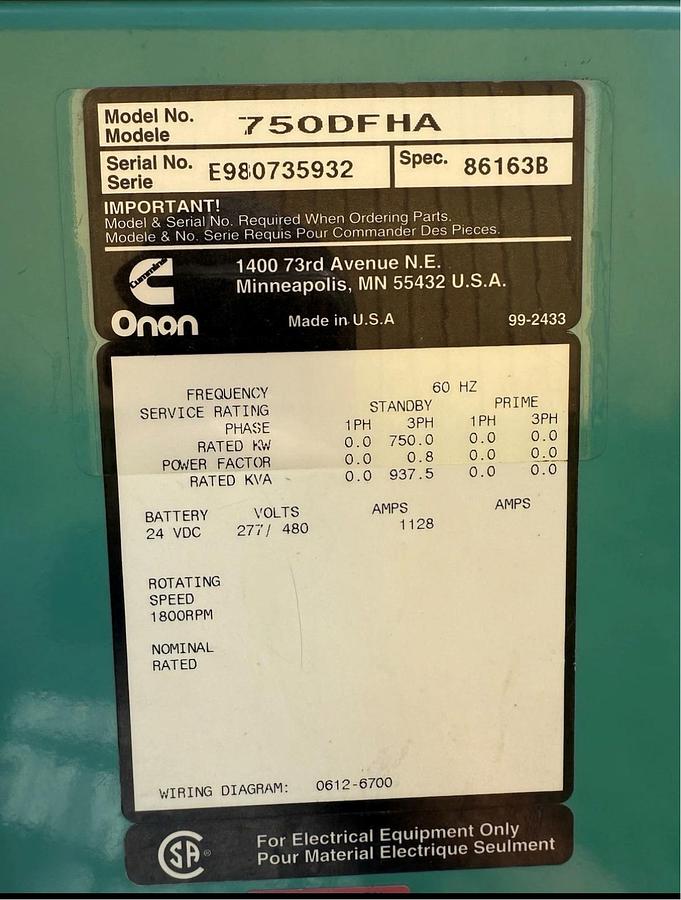 Model No. 750DFHA
Modele
Serial No. E980735932 Spec. 86163B
Serie
IMPORTANT!
Model & Serial No. Required When Ordering Parts.
Modele & No. Serie Requis Pour Commander Des Pieces.
Cummins
Onan
1400 73rd Avenue N.E.
Minneapolis, MN 55432 U.S.A.
Made in U.S.A 99-2433
FREQUENCY 60 HZ
SERVICE RATING STANDBY PRIME
PHASE 1PH 3PH 1PH 3PH
RATED KW 0.0 750.0 0.0 0.0
POWER FACTOR 0.0 0.8 0.0 0.0
RATED KVA 0.0 937.5 0.0 0.0
BATTERY VOLTS AMPS AMPS
24 VDC 277/ 480 1128
ROTATING
SPEED
1800RPM
NOMINAL
RATED
WIRING DIAGRAM: 0612-6700
SA ®
For Electrical Equipment Only
Pour Material Electrique Seulment